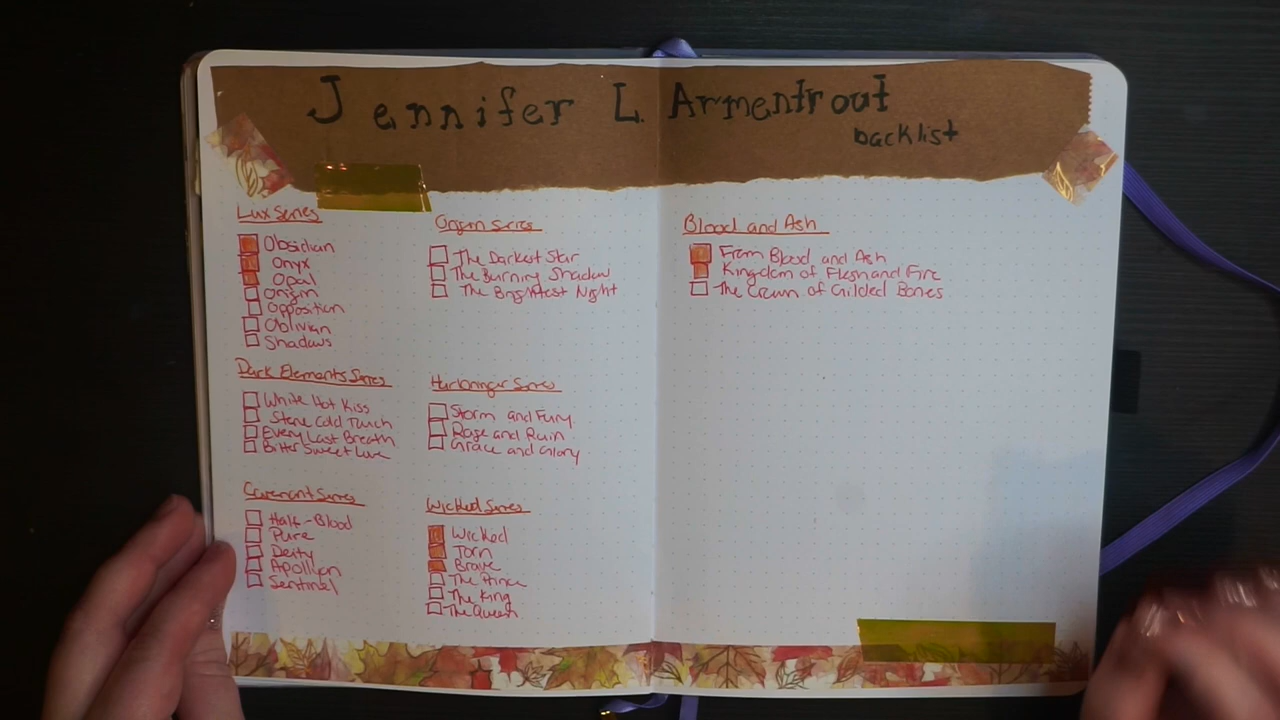 Jennifer L. Armentrout
backlist
Lux Series
Obsidian
Onyx
Opal
Origin
Opposition
Oblivian
Shadows
Dark Elements Series
White Hot Kiss
Stone Cold Touch
Every Last Breath
Bitter Sweet Love
Covenant Series
Half-Blood
Pure
Deity
Apollyon
Sentinel
Origin Series
The Darkest Star
The Burning Shadow
The Brightest Night
Harbinger Series
Storm and Fury
Rage and Ruin
Grace and Glory
Wicked Series
Wicked
Torn
Brave
The Prince
The King
The Queen
Blood and Ash
From Blood and Ash
Kingdom of Flesh and Fire
The Crown of Gilded Bones